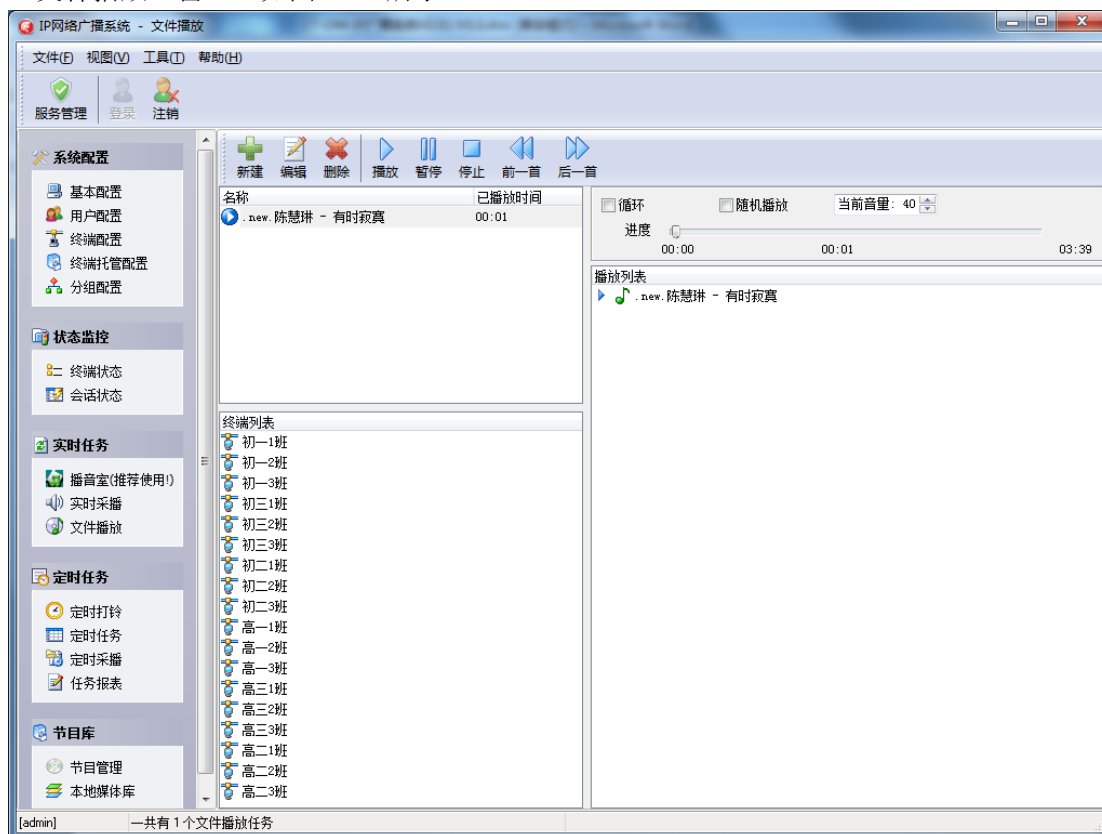 IP网络广播系统 - 文件播放
文件(F) 视图(V) 工具(T) 帮助(H)
服务管理 登录 注销
系统配置
基本配置
用户配置
终端配置
终端托管配置
分组配置
状态监控
终端状态
会话状态
实时任务
播音室(推荐使用!)
实时采播
文件播放
定时任务
定时打铃
定时任务
定时采播
任务报表
节目库
节目管理
本地媒体库
新建 编辑 删除 播放 暂停 停止 前一首 后一首
名称 已播放时间
.new.陈慧琳 - 有时寂寞 00:01
终端列表
初一1班
初一2班
初一3班
初三1班
初三2班
初三3班
初二1班
初二2班
初二3班
高一1班
高一2班
高一3班
高三1班
高三2班
高三3班
高二1班
高二2班
高二3班
循环 随机播放 当前音量: 40
进度
00:00 00:01 03:39
播放列表
.new.陈慧琳 - 有时寂寞
[admin] 一共有 1 个文件播放任务